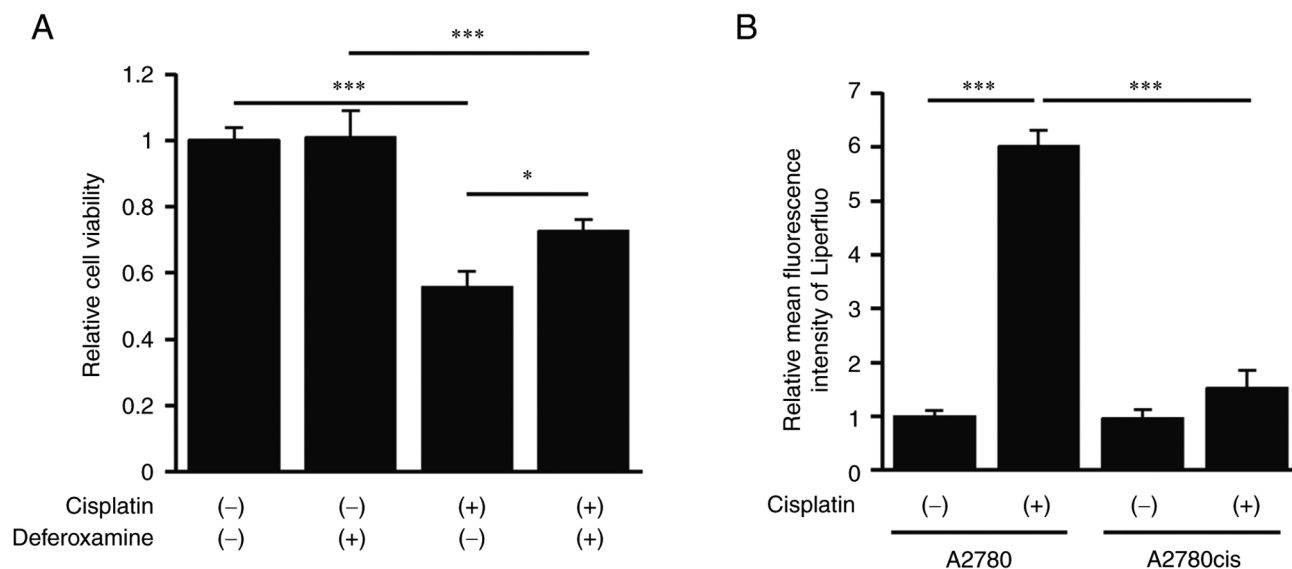 A
***
***
*
1.2
1
0.8
0.6
0.4
0.2
0
Relative cell viability
Cisplatin (–) (–) (+) (+)
Deferoxamine (–) (+) (–) (+)
B
*** ***
7
6
5
4
3
2
1
0
Relative mean fluorescence
intensity of Liperfluo
Cisplatin (–) (+) (–) (+)
A2780 A2780cis